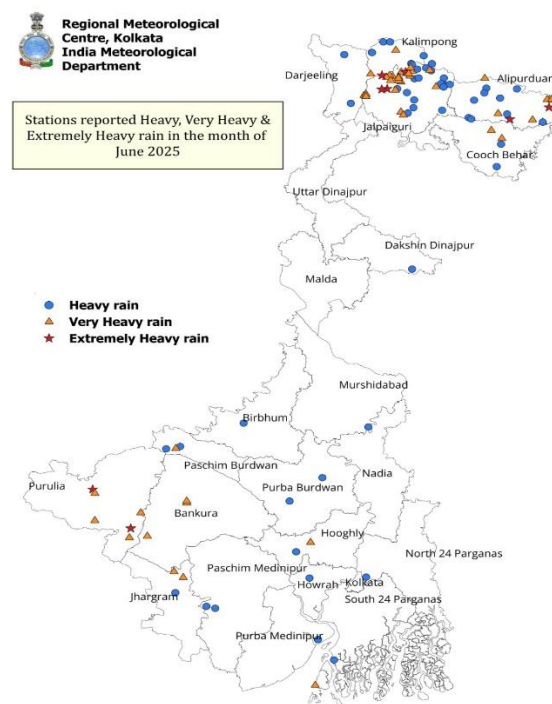 Regional Meteorological
Centre, Kolkata
India Meteorological
Department
Stations reported Heavy, Very Heavy &
Extremely Heavy rain in the month of
June 2025
Kalimpong
Darjeeling
Alipurduar
Jalpaiguri
Cooch Behar
Uttar Dinajpur
Dakshin Dinajpur
Malda
Heavy rain
Very Heavy rain
Extremely Heavy rain
Murshidabad
Birbhum
Paschim Burdwan
Nadia
Purulia
Purba Burdwan
Bankura
Hooghly
North 24 Parganas
Paschim Medinipur
Howrah
Kolkata
Jhargram
South 24 Parganas
Purba Medinipur